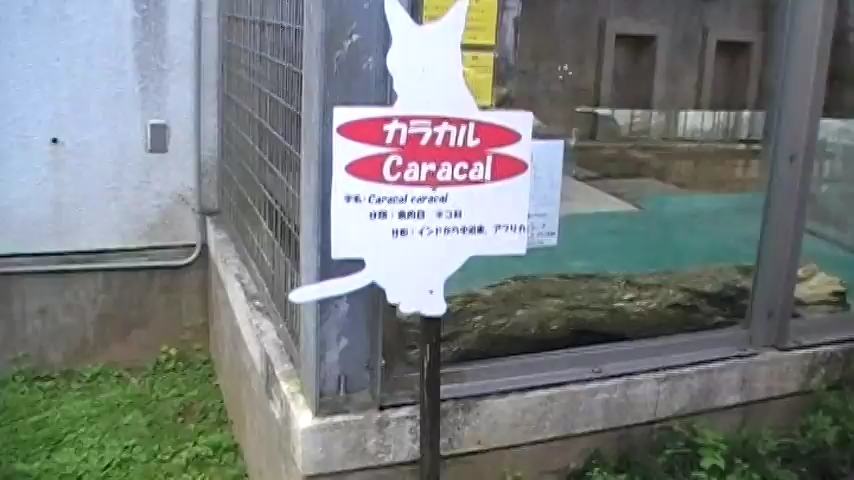 カラカル
Caracal
学名：Caracal caracal
分類：食肉目　ネコ科
分布：インドから中近東、アフリカ